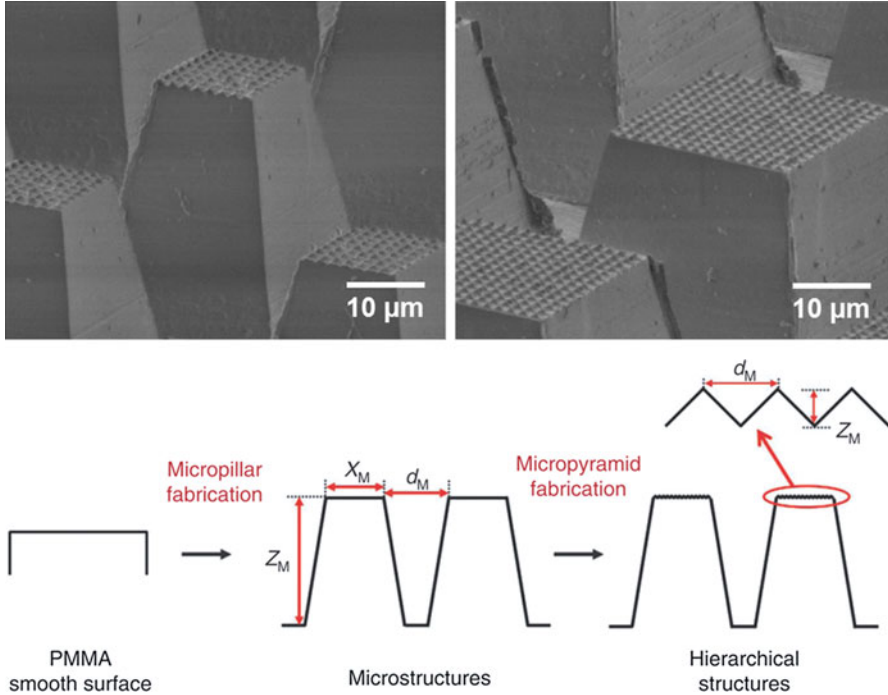 10 µm
10 µm
d_M
Z_M
Micropillar
fabrication
X_M
d_M
Micropyramid
fabrication
Z_M
PMMA
smooth surface
Microstructures
Hierarchical
structures